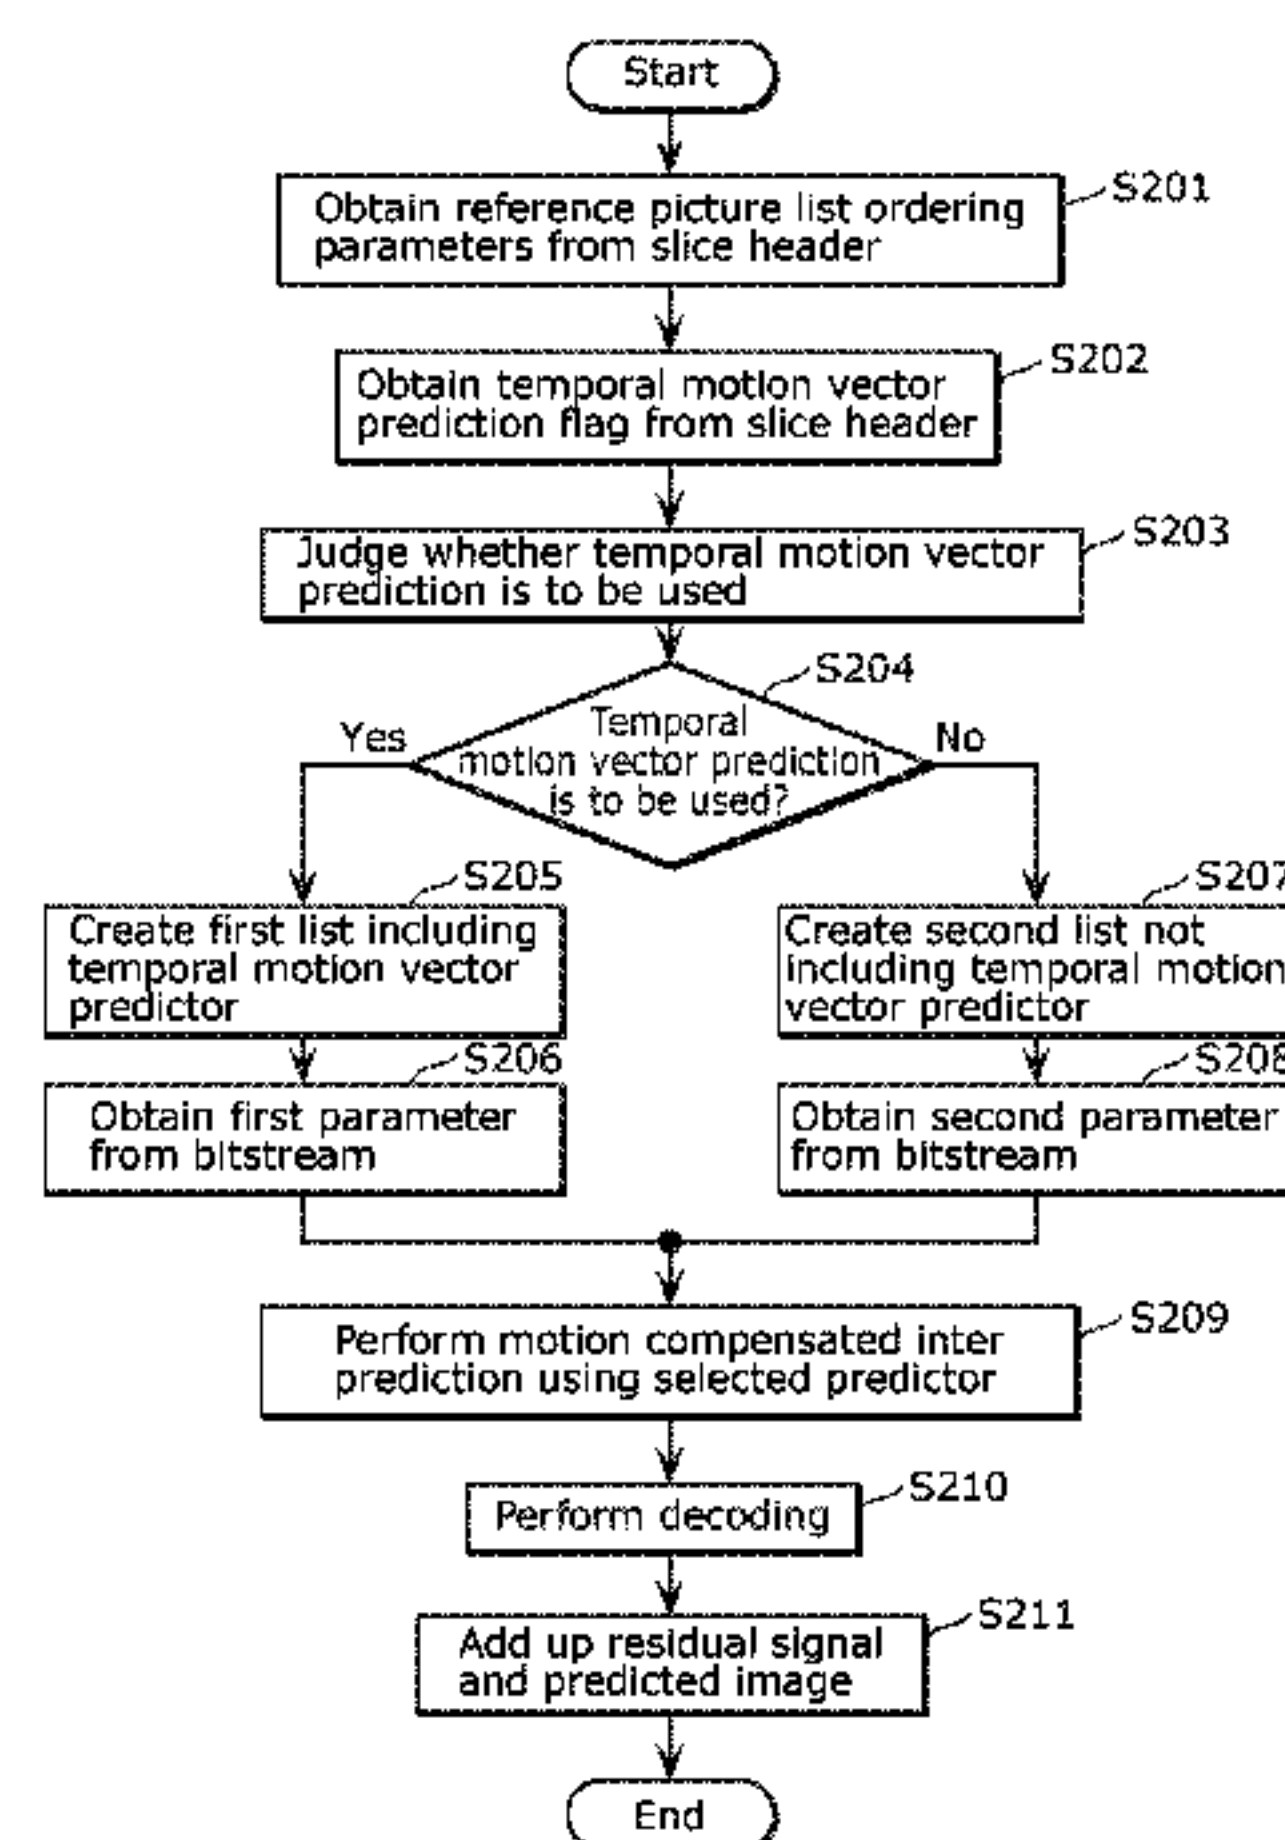 Start
S201
Obtain reference picture list ordering
parameters from slice header
S202
Obtain temporal motion vector
prediction flag from slice header
S203
Judge whether temporal motion vector
prediction is to be used
S204
Temporal
motion vector prediction
is to be used?
Yes
No
S205
Create first list including
temporal motion vector
predictor
S206
Obtain first parameter
from bitstream
S207
Create second list not
including temporal motion
vector predictor
S208
Obtain second parameter
from bitstream
S209
Perform motion compensated inter
prediction using selected predictor
S210
Perform decoding
S211
Add up residual signal
and predicted image
End